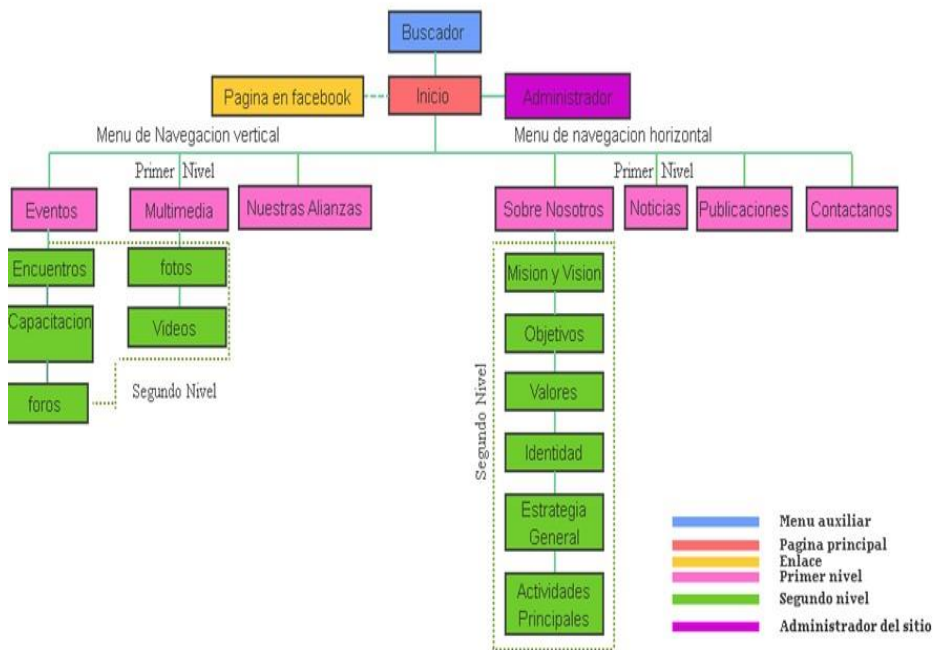 Buscador
Pagina en facebook
Inicio
Administrador
Menu de Navegacion vertical
Menu de navegacion horizontal
Primer Nivel
Primer Nivel
Eventos
Multimedia
Nuestras Alianzas
Sobre Nosotros
Noticias
Publicaciones
Contactanos
Encuentros
Capacitacion
foros
fotos
Videos
Segundo Nivel
Mision y Vision
Objetivos
Valores
Identidad
Estrategia
General
Actividades
Principales
Segundo Nivel
Menu auxiliar
Pagina principal
Enlace
Primer nivel
Segundo nivel
Administrador del sitio